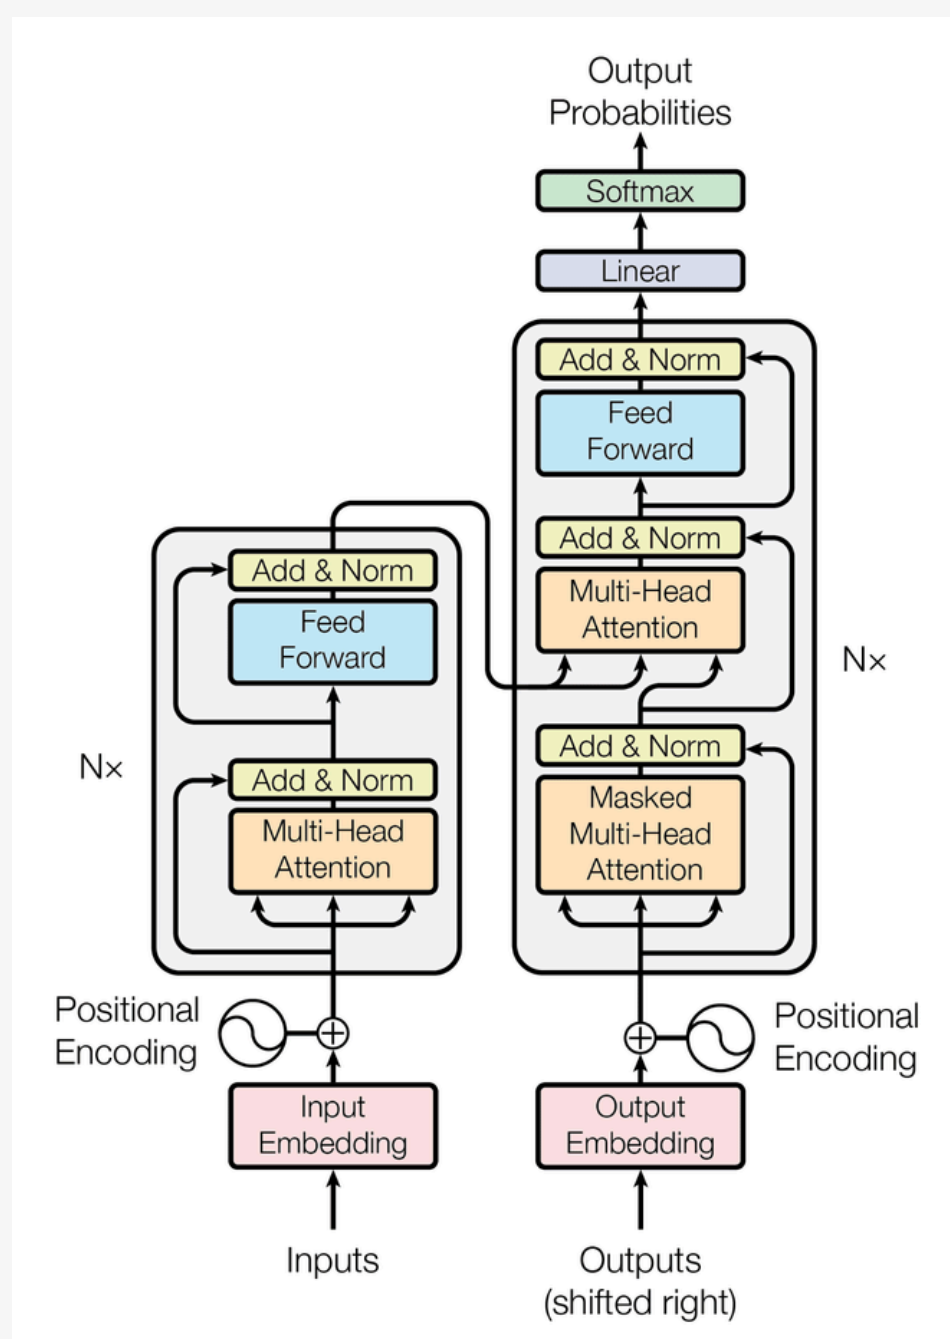 Output
Probabilities
Softmax
Linear
Add & Norm
Feed
Forward
Add & Norm
Multi-Head
Attention
Add & Norm
Masked
Multi-Head
Attention
N×
Add & Norm
Feed
Forward
Add & Norm
Multi-Head
Attention
N×
Positional
Encoding
Positional
Encoding
Input
Embedding
Output
Embedding
Inputs
Outputs
(shifted right)